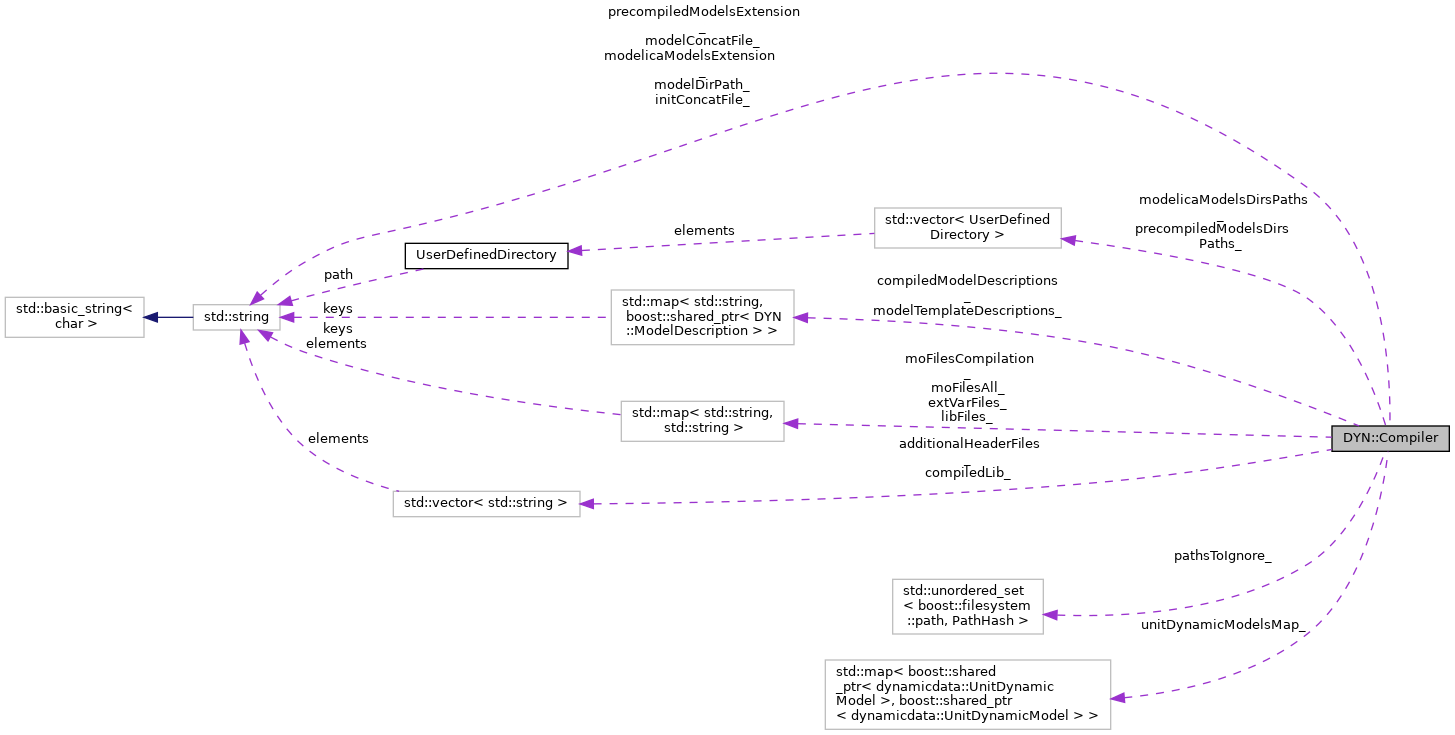 precompiledModelsExtension
_
modelConcatFile_
modelicaModelsExtension
_
modelDirPath_
initConcatFile_
modelicaModelsDirsPaths
_
precompiledModelsDirs
Paths_
std::vector< UserDefined
Directory >
elements
UserDefinedDirectory
path
compiledModelDescriptions
_
modelTemplateDescriptions_
std::map< std::string,
boost::shared_ptr< DYN
::ModelDescription > >
keys
std::basic_string<
char >
std::string
keys
elements
moFilesCompilation
_
moFilesAll_
extVarFiles_
libFiles_
std::map< std::string,
std::string >
DYN::Compiler
elements
additionalHeaderFiles
_
compiledLib_
std::vector< std::string >
pathsToIgnore_
std::unordered_set
< boost::filesystem
::path, PathHash >
unitDynamicModelsMap_
std::map< boost::shared
_ptr< dynamicdata::UnitDynamic
Model >, boost::shared_ptr
< dynamicdata::UnitDynamicModel > >